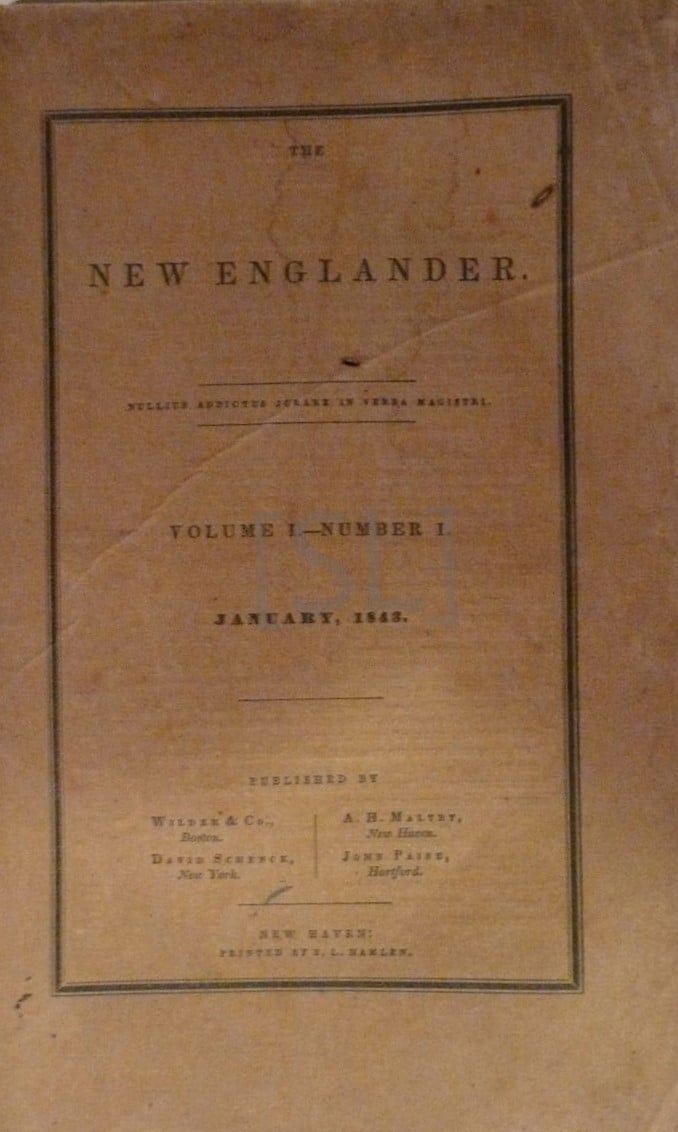 THE
NEW ENGLANDER.
NULLIUS ADDICTUS JURARE IN VERBA MAGISTRI.
VOLUME I.—NUMBER I.
JANUARY, 1843.
PUBLISHED BY
WILDER & CO.,
Boston.
DAVID SCHENCK,
New York.
A. H. MALTBY,
New Haven.
JOHN PAINE,
Hartford.
NEW HAVEN:
PRINTED BY B. L. HAMLEN.
[SL]